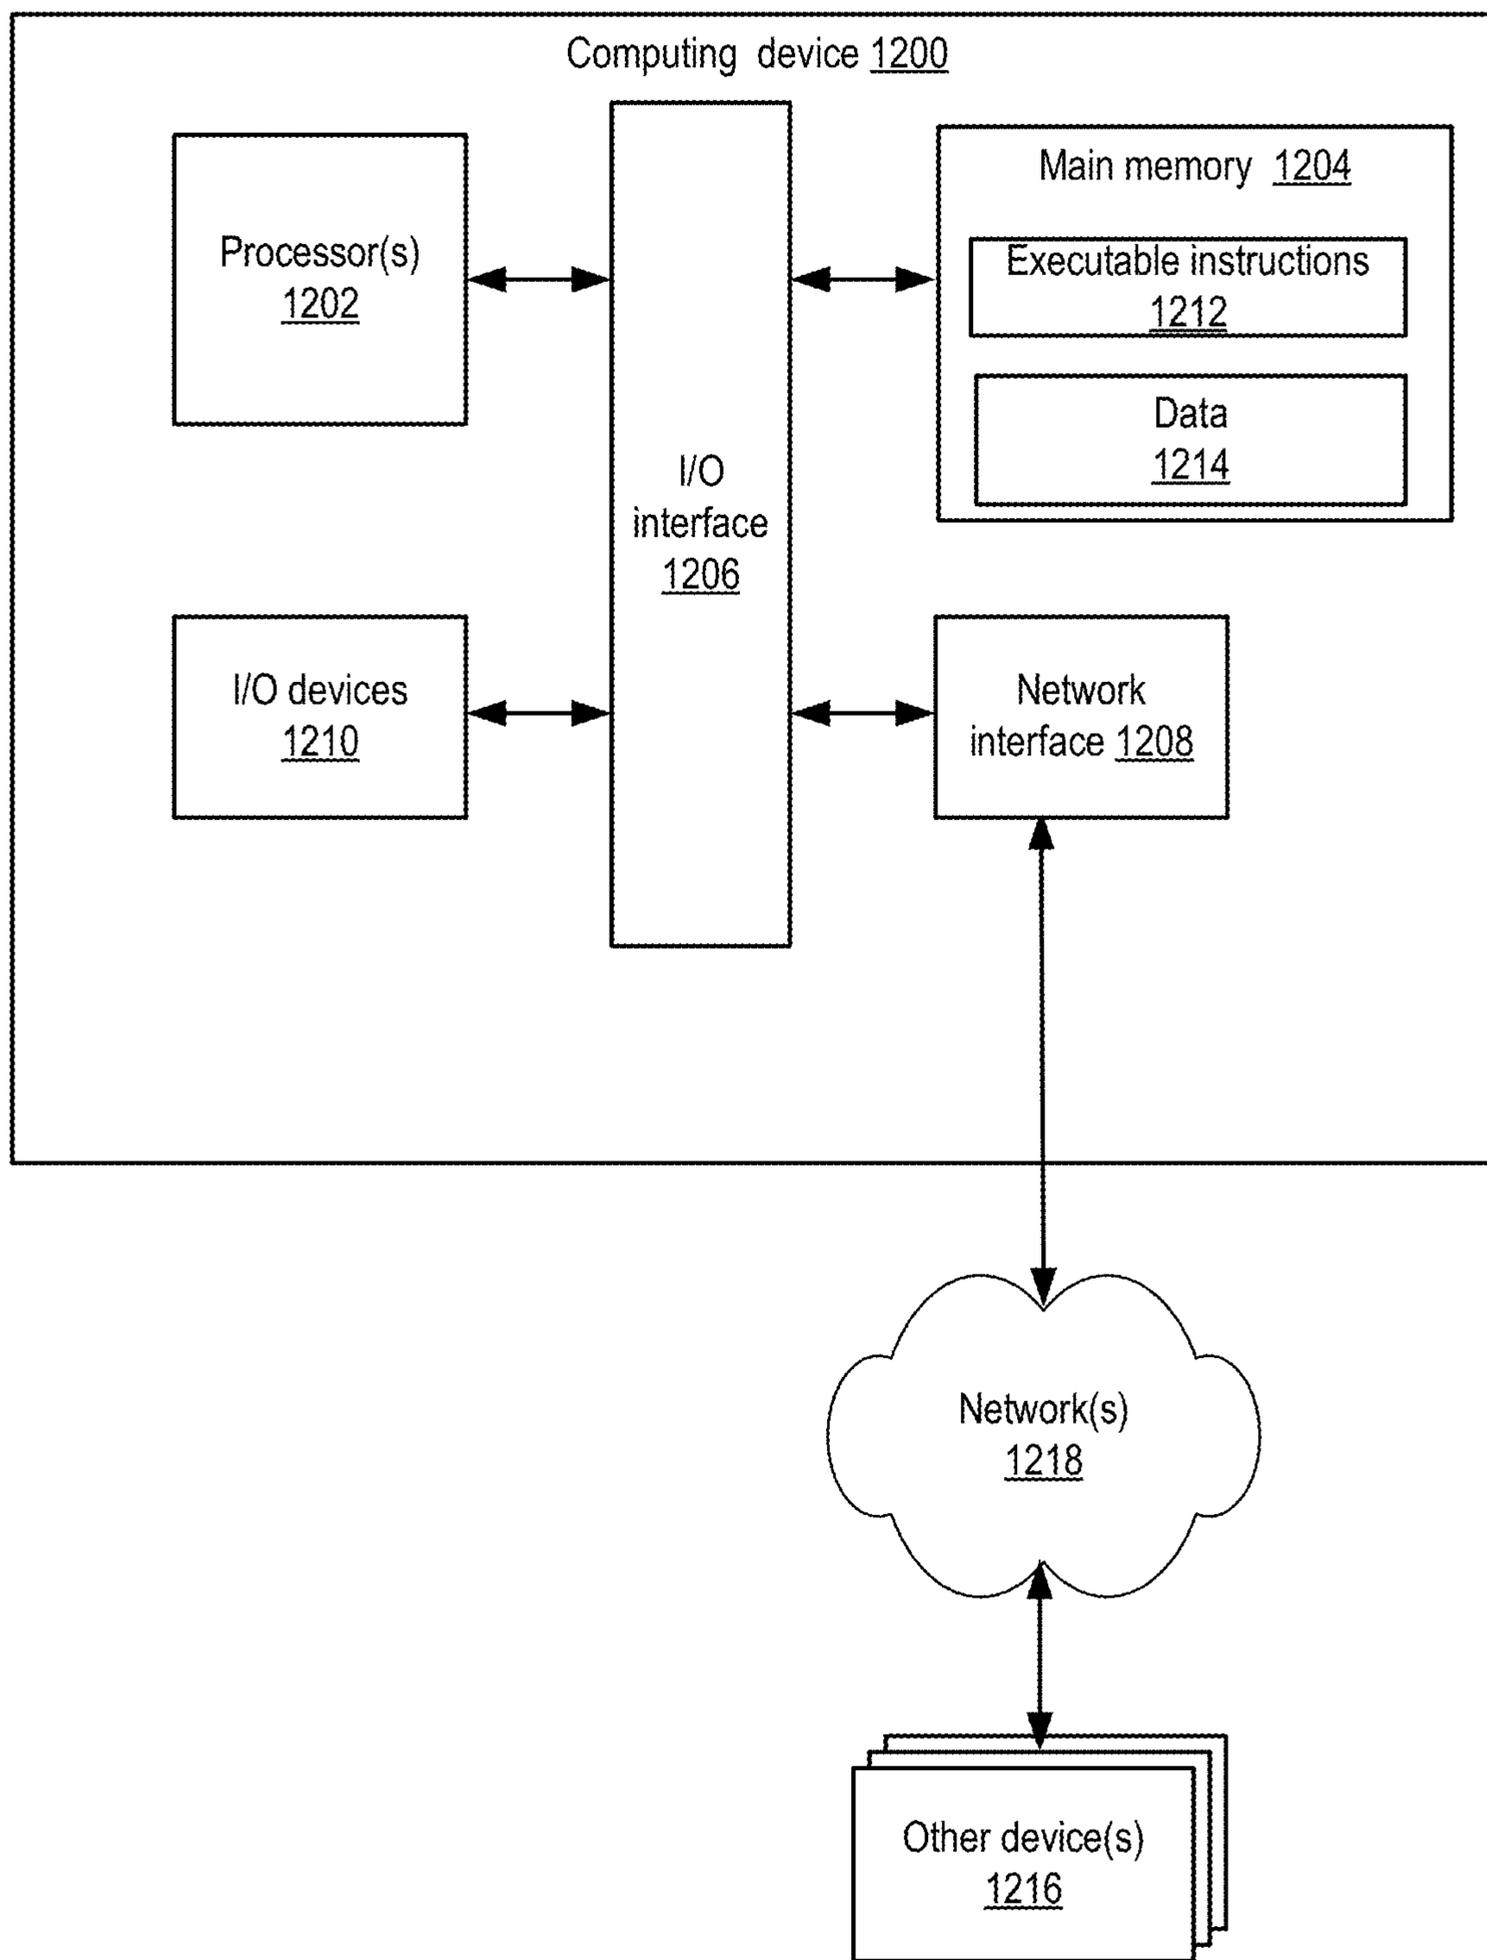 Computing device 1200
Processor(s)
1202
Main memory 1204
Executable instructions
1212
Data
1214
I/O
interface
1206
I/O devices
1210
Network
interface 1208
Network(s)
1218
Other device(s)
1216